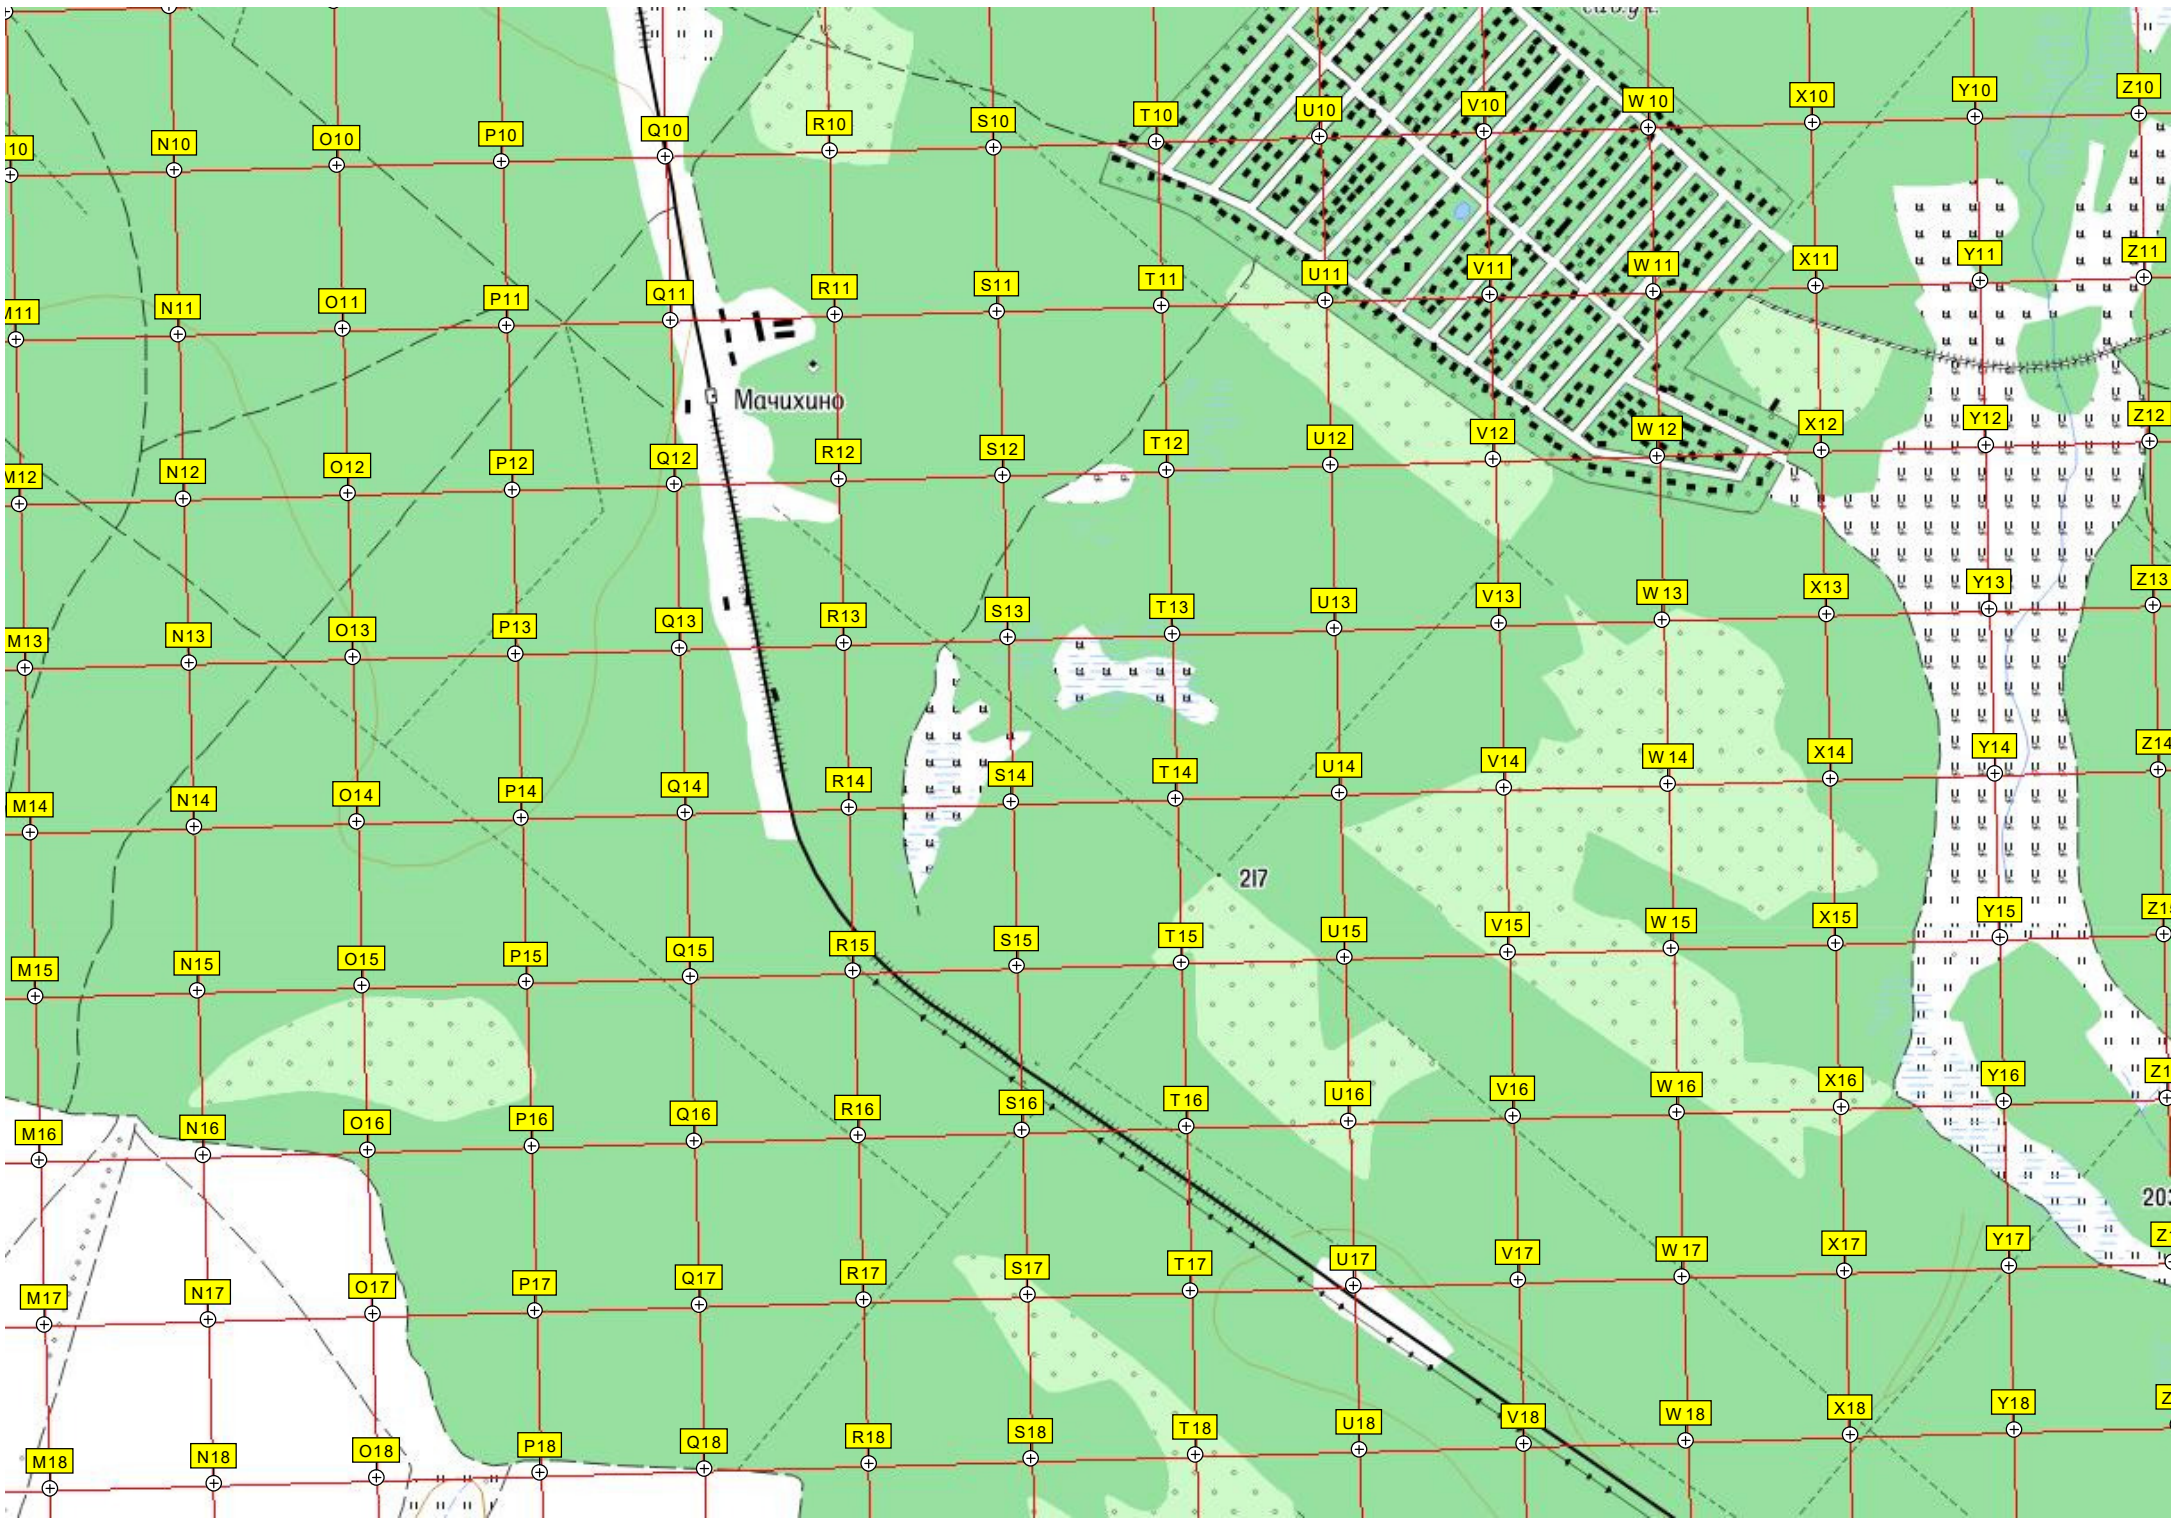 N10 O10 P10 Q10 R10 S10 T10 U10 V10 W10 X10 Y10 Z10
M11 N11 O11 P11 Q11 R11 S11 T11 U11 V11 W11 X11 Y11 Z11
Мачихино
M12 N12 O12 P12 Q12 R12 S12 T12 U12 V12 W12 X12 Y12 Z12
M13 N13 O13 P13 Q13 R13 S13 T13 U13 V13 W13 X13 Y13 Z13
M14 N14 O14 P14 Q14 R14 S14 T14 U14 V14 W14 X14 Y14 Z14
217
M15 N15 O15 P15 Q15 R15 S15 T15 U15 V15 W15 X15 Y15 Z15
M16 N16 O16 P16 Q16 R16 S16 T16 U16 V16 W16 X16 Y16 Z1
203
M17 N17 O17 P17 Q17 R17 S17 T17 U17 V17 W17 X17 Y17 Z
M18 N18 O18 P18 Q18 R18 S18 T18 U18 V18 W18 X18 Y18 Z